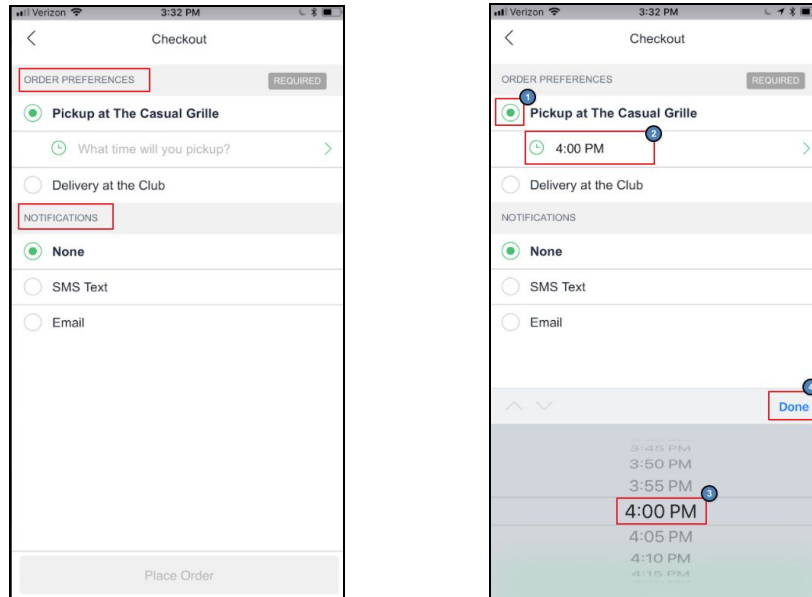 Verizon 3:32 PM
Checkout
ORDER PREFERENCES REQUIRED
Pickup at The Casual Grille
What time will you pickup?
Delivery at the Club
NOTIFICATIONS
None
SMS Text
Email
Place Order
Verizon 3:32 PM
Checkout
ORDER PREFERENCES REQUIRED
1
Pickup at The Casual Grille
2
4:00 PM
Delivery at the Club
NOTIFICATIONS
None
SMS Text
Email
4
Done
3:45 PM
3:50 PM
3:55 PM
3
4:00 PM
4:05 PM
4:10 PM
4:15 PM